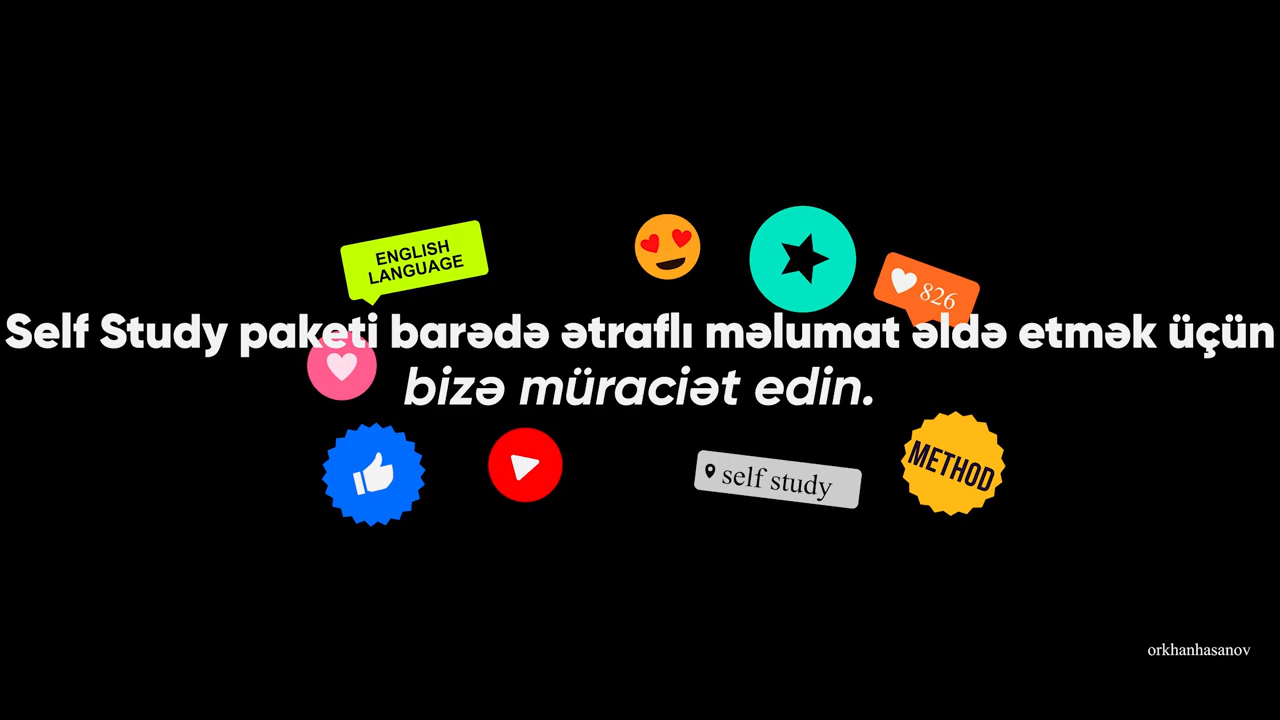 ENGLISH
LANGUAGE
826
Self Study paketi barədə ətraflı məlumat əldə etmək üçün
bizə müraciət edin.
self study
METHOD
orkhanhasanov